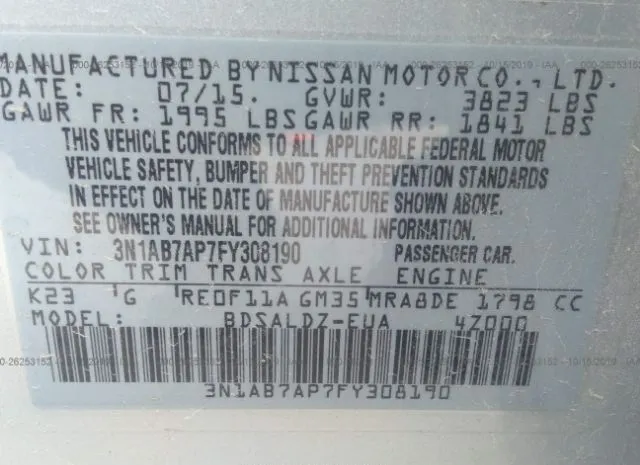 MANUFACTURED BY NISSAN MOTOR CO., LTD.
DATE: 07/15. GVWR: 3823 LBS
GAWR FR: 1995 LBS GAWR RR: 1841 LBS
THIS VEHICLE CONFORMS TO ALL APPLICABLE FEDERAL MOTOR
VEHICLE SAFETY, BUMPER AND THEFT PREVENTION STANDARDS
IN EFFECT ON THE DATE OF MANUFACTURE SHOWN ABOVE.
SEE OWNER'S MANUAL FOR ADDITIONAL INFORMATION.
VIN: 3N1AB7AP7FY308190 PASSENGER CAR.
COLOR TRIM TRANS AXLE ENGINE
K23 G RE0F11A GM35 MRA8DE 1798 CC
MODEL: BDSALDZ-EUA 4Z000
3N1AB7AP7FY308190